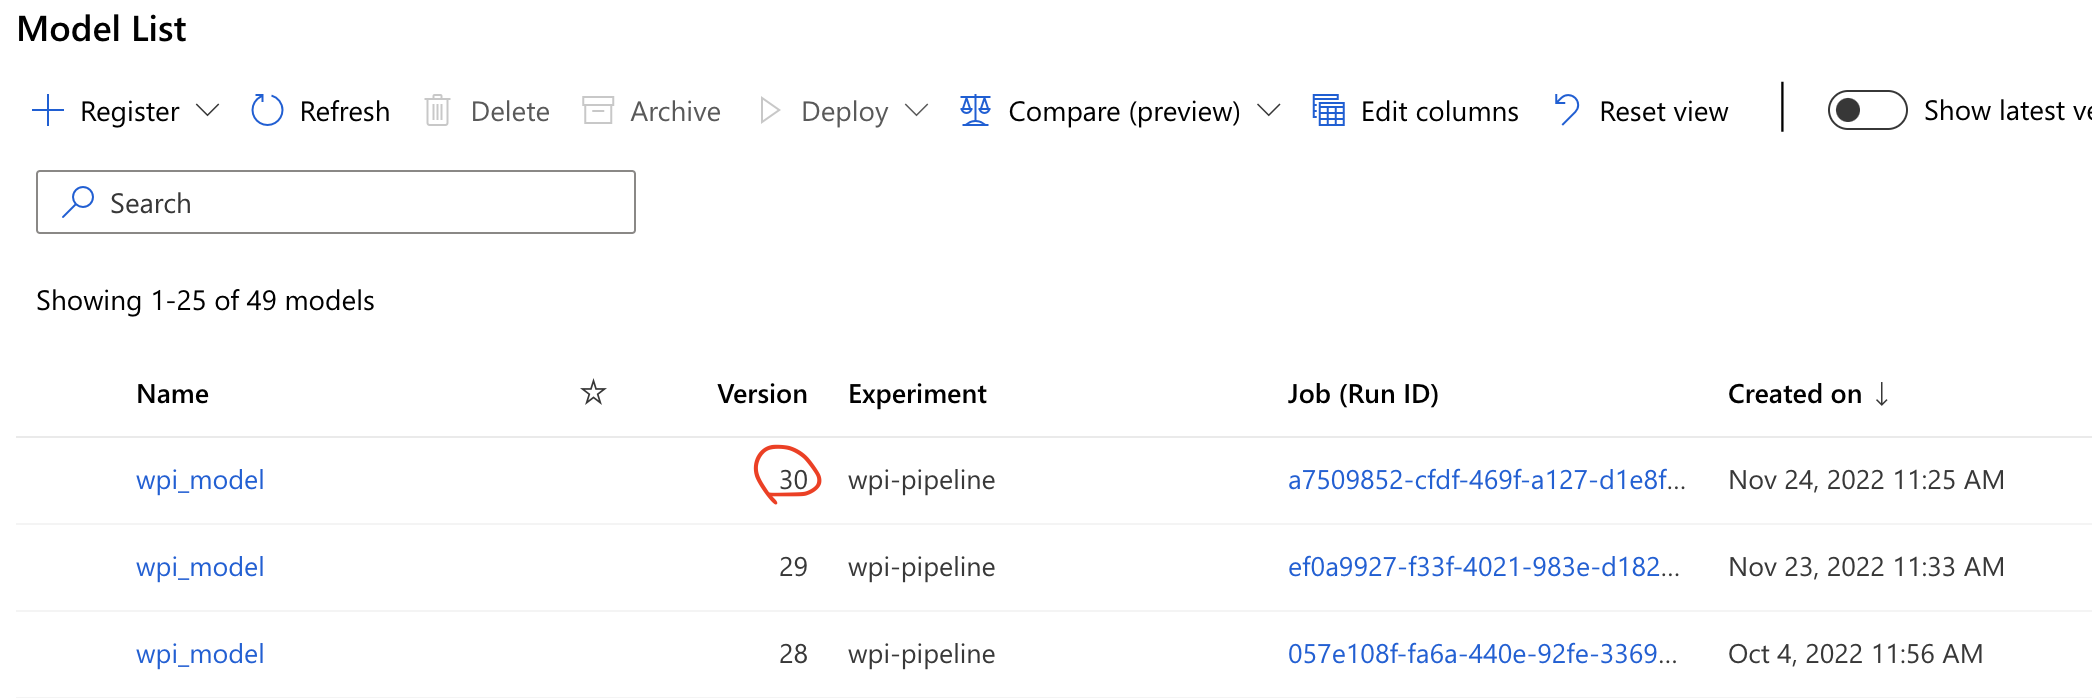 Model List
Register Refresh Delete Archive Deploy Compare (preview) Edit columns Reset view Show latest ve
Search
Showing 1-25 of 49 models
Name Version Experiment Job (Run ID) Created on ↓
wpi_model 30 wpi-pipeline a7509852-cfdf-469f-a127-d1e8f... Nov 24, 2022 11:25 AM
wpi_model 29 wpi-pipeline ef0a9927-f33f-4021-983e-d182... Nov 23, 2022 11:33 AM
wpi_model 28 wpi-pipeline 057e108f-fa6a-440e-92fe-3369... Oct 4, 2022 11:56 AM